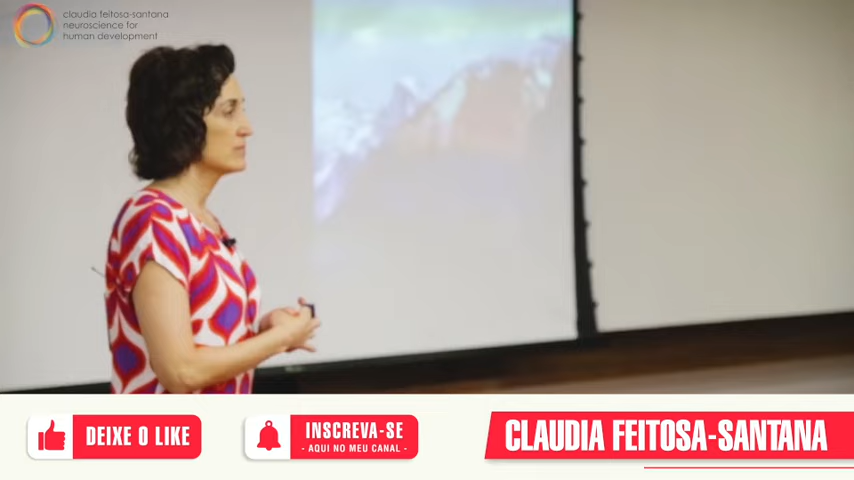 claudia feitosa-santana
neuroscience for
human development
DEIXE O LIKE
INSCREVA-SE
- AQUI NO MEU CANAL -
CLAUDIA FEITOSA-SANTANA